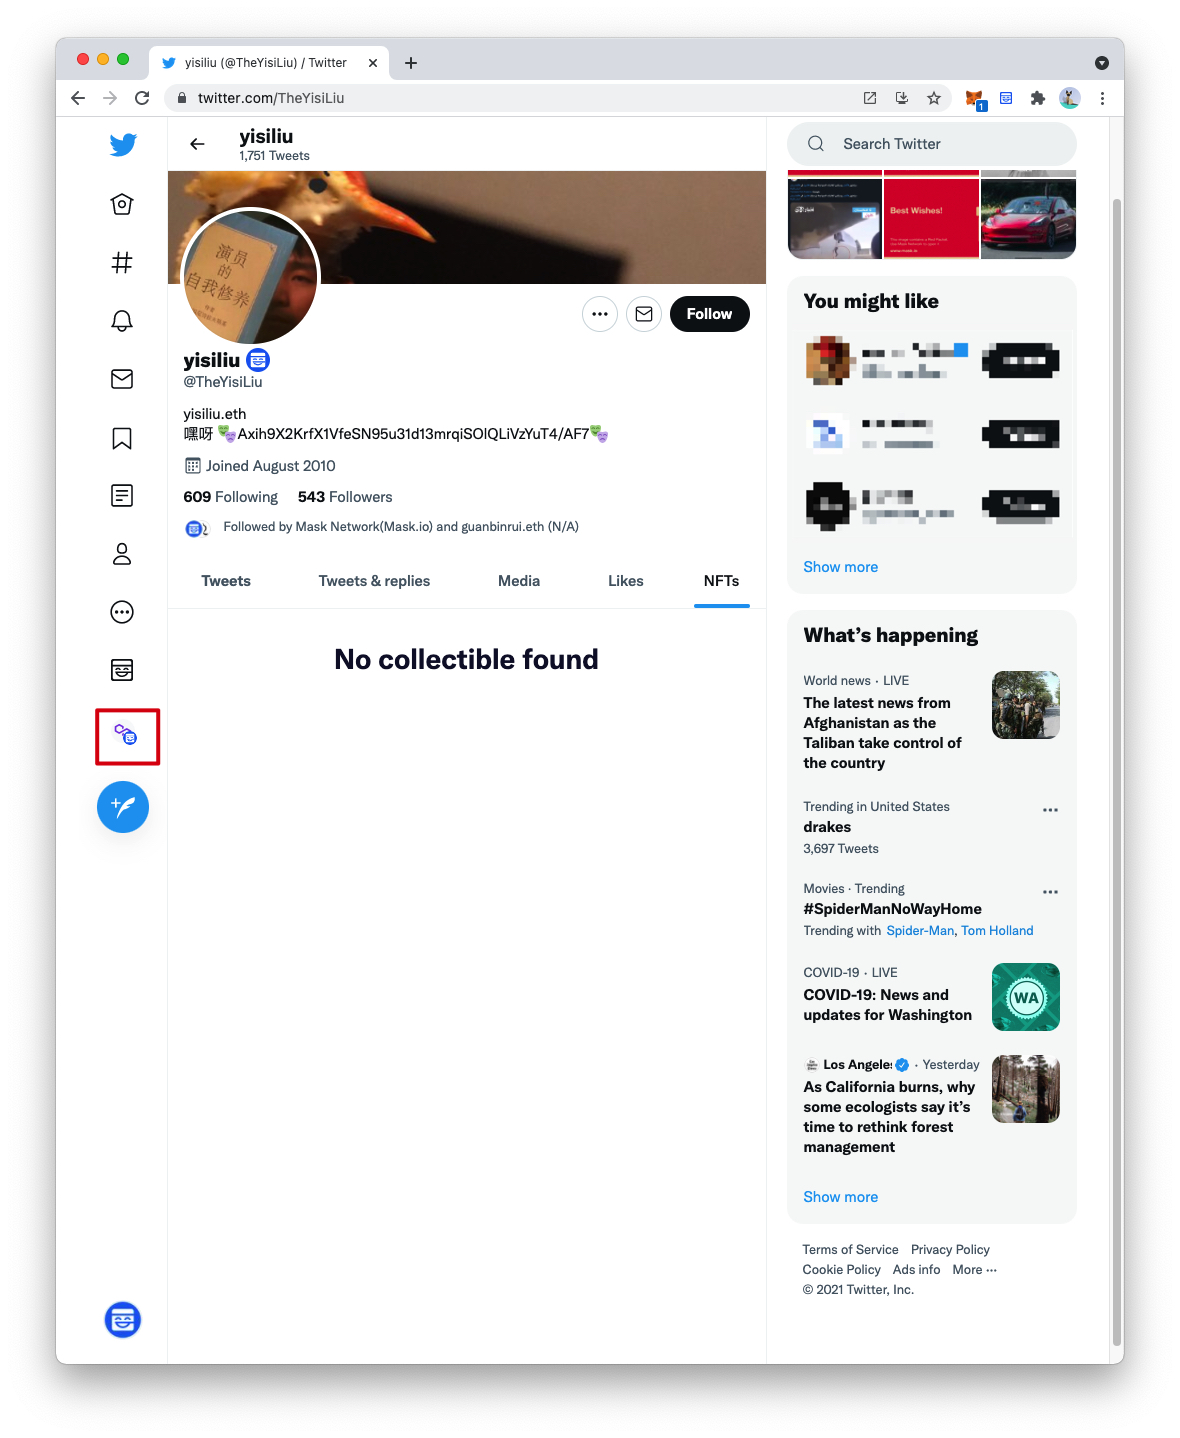 yisiliu (@TheYisiLiu) / Twitter
twitter.com/TheYisiLiu
1
yisiliu
1,751 Tweets
Search Twitter
Best Wishes!
演员
的
自我修养
Follow
yisiliu
@TheYisiLiu
yisiliu.eth
嘿呀 🎭Axih9X2KrfX1VfeSN95u31d13mrqiSOlQLiVzYuT4/AF7🎭
Joined August 2010
609 Following 543 Followers
Followed by Mask Network(Mask.io) and guanbinrui.eth (N/A)
Tweets Tweets & replies Media Likes NFTs
No collectible found
You might like
Show more
What's happening
World news · LIVE
The latest news from
Afghanistan as the
Taliban take control of
the country
Trending in United States
drakes
3,697 Tweets
Movies · Trending
#SpiderManNoWayHome
Trending with Spider-Man, Tom Holland
COVID-19 · LIVE
COVID-19: News and
updates for Washington
WA
Los Angeles · Yesterday
As California burns, why
some ecologists say it's
time to rethink forest
management
Show more
Terms of Service Privacy Policy
Cookie Policy Ads info More ···
© 2021 Twitter, Inc.